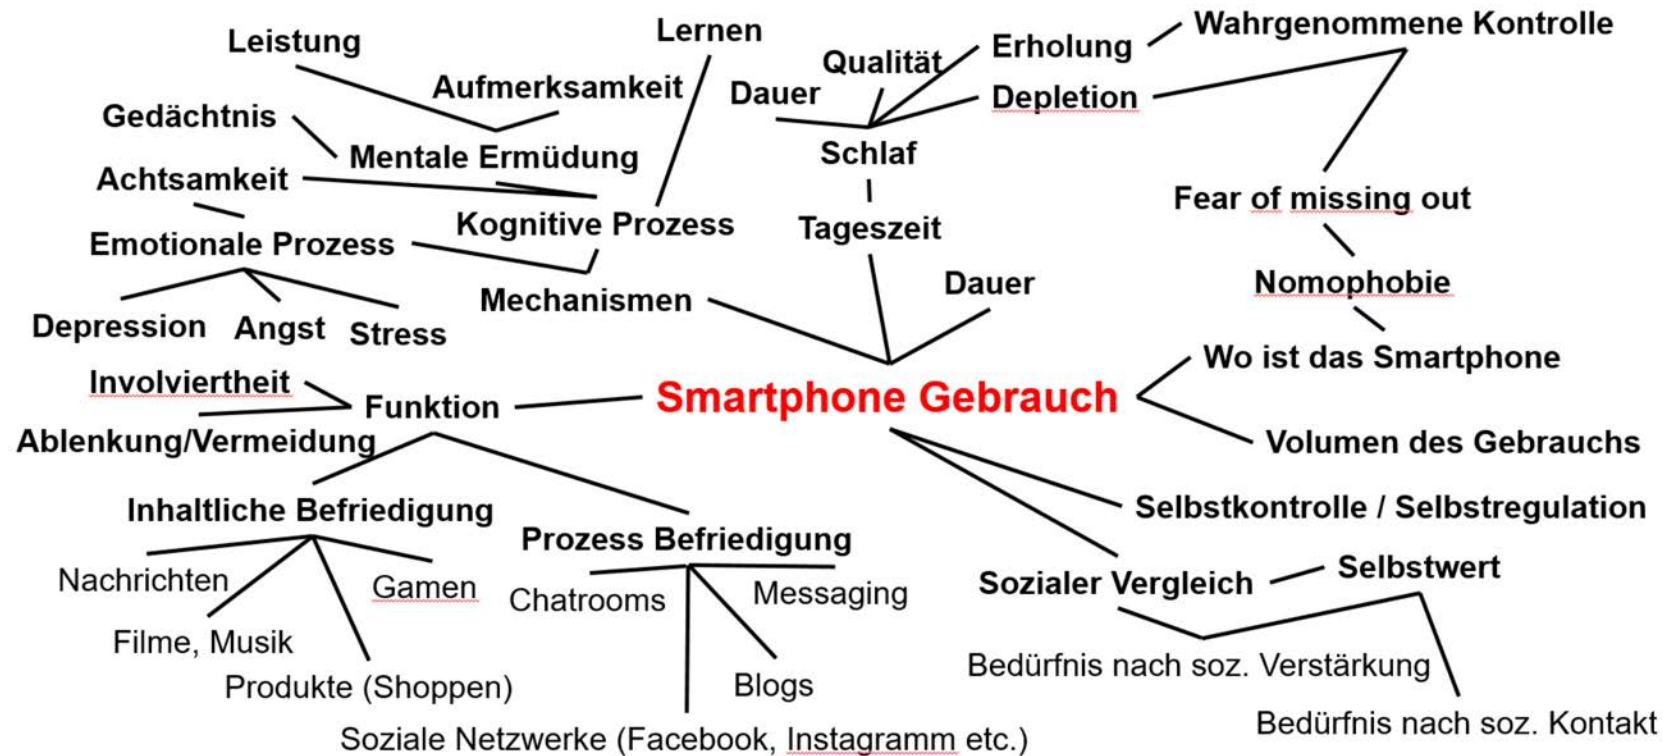 Wahrgenommene Kontrolle
Lernen
Leistung
Erholung
Qualität
Aufmerksamkeit
Dauer
Depletion
Gedächtnis
Mentale Ermüdung
Schlaf
Achtsamkeit
Fear of missing out
Kognitive Prozess
Tageszeit
Emotionale Prozess
Dauer
Nomophobie
Mechanismen
Depression
Angst
Stress
Wo ist das Smartphone
Involviertheit
Smartphone Gebrauch
Funktion
Ablenkung/Vermeidung
Volumen des Gebrauchs
Inhaltliche Befriedigung
Selbstkontrolle / Selbstregulation
Prozess Befriedigung
Selbstwert
Nachrichten
Gamen
Sozialer Vergleich
Chatrooms
Messaging
Filme, Musik
Bedürfnis nach soz. Verstärkung
Produkte (Shoppen)
Blogs
Bedürfnis nach soz. Kontakt
Soziale Netzwerke (Facebook, Instagramm etc.)